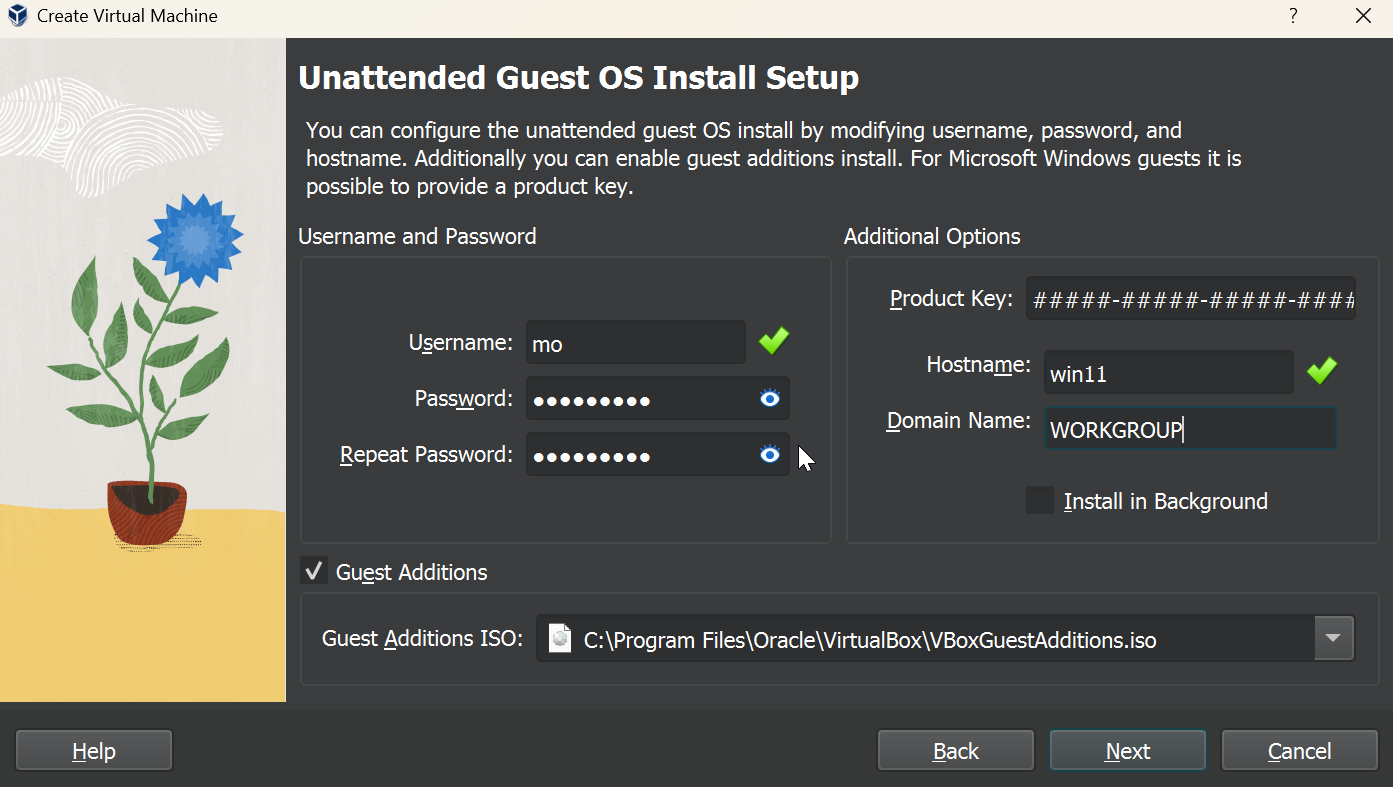 Create Virtual Machine
?
Unattended Guest OS Install Setup
You can configure the unattended guest OS install by modifying username, password, and
hostname. Additionally you can enable guest additions install. For Microsoft Windows guests it is
possible to provide a product key.
Username and Password
Username: mo
Password: ●●●●●●●●●
Repeat Password: ●●●●●●●●●
Additional Options
Product Key: #####-#####-#####-####
Hostname: win11
Domain Name: WORKGROUP
Install in Background
Guest Additions
Guest Additions ISO: C:\Program Files\Oracle\VirtualBox\VBoxGuestAdditions.iso
Help
Back
Next
Cancel